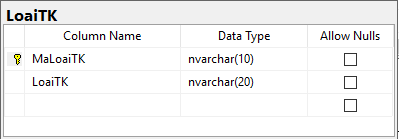 LoaiTK
Column Name Data Type Allow Nulls
MaLoaiTK nvarchar(10)
LoaiTK nvarchar(20)